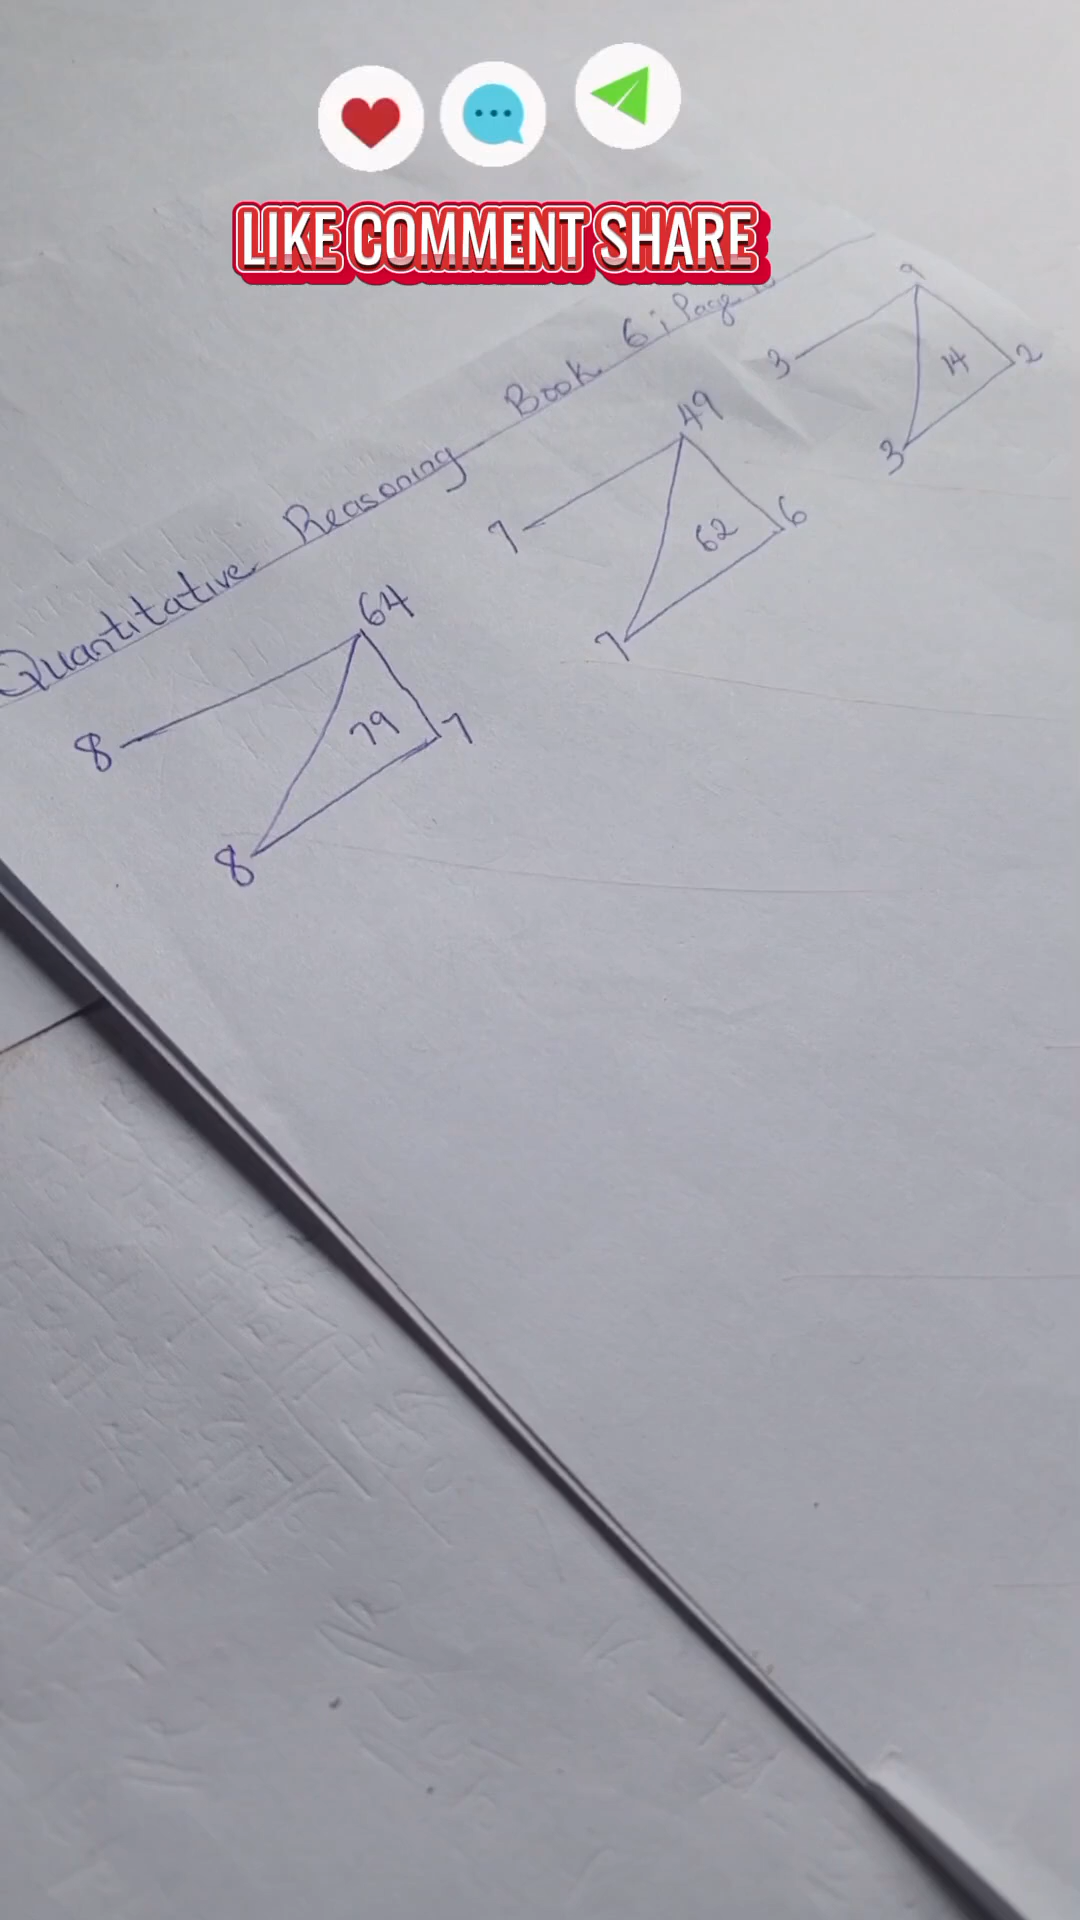 LIKE COMMENT SHARE
Quantitative Reasoning Book 6; Page
8 64 79 7 8
7 49 62 6 7
3 9 14 2 3